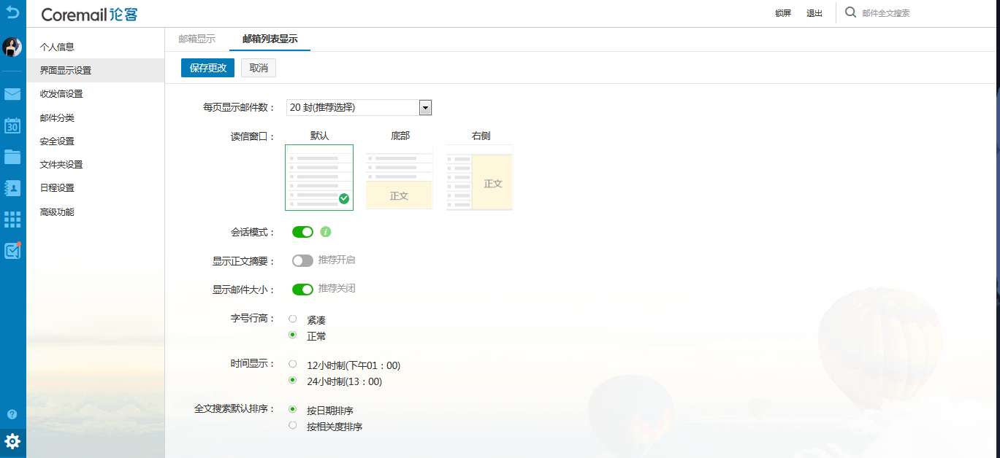 Coremail论客
锁屏 退出 邮件全文搜索
个人信息
界面显示设置
收发信设置
邮件分类
安全设置
文件夹设置
日程设置
高级功能
30
邮箱显示 邮箱列表显示
保存更改 取消
每页显示邮件数： 20 封(推荐选择)
读信窗口： 默认 底部 右侧
正文 正文
会话模式： i
显示正文摘要： 推荐开启
显示邮件大小： 推荐关闭
字号行高： 紧凑
正常
时间显示： 12小时制(下午01：00)
24小时制(13：00)
全文搜索默认排序： 按日期排序
按相关度排序
?